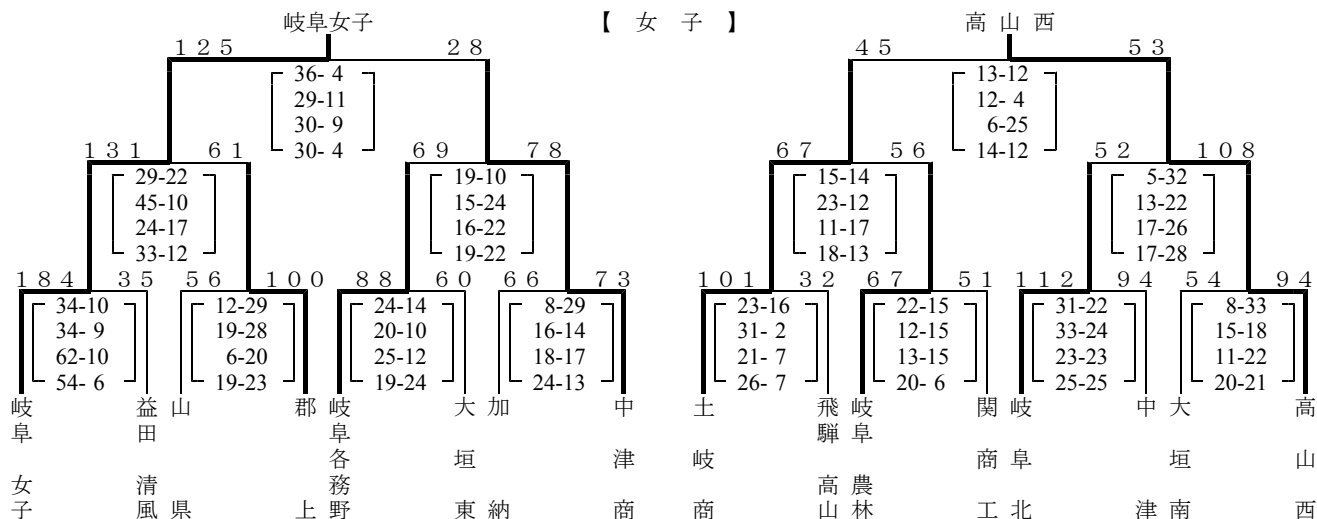 岐阜女子 【 女 子 】 高 山 西
１２５ ２８ ４５ ５３
36- 4 13-12
29-11 12- 4
30- 9 6-25
30- 4 14-12
１３１ ６１ ６９ ７８ ６７ ５６ ５２ １０８
29-22 19-10 15-14 5-32
45-10 15-24 23-12 13-22
24-17 16-22 11-17 17-26
33-12 19-22 18-13 17-28
１８４ ３５ ５６ １００ ８８ ６０ ６６ ７３ １０１ ３２ ６７ ５１ １１２ ９４ ５４ ９４
34-10 12-29 24-14 8-29 23-16 22-15 31-22 8-33
34- 9 19-28 20-10 16-14 31- 2 12-15 33-24 15-18
62-10 6-20 25-12 18-17 21- 7 13-15 23-23 11-22
54- 6 19-23 19-24 24-13 26- 7 20- 6 25-25 20-21
岐阜女子
益田清風
山県
郡上
岐阜各務野
大垣東
加納
中津商
土岐商
飛騨高山
岐阜農林
関商工
岐阜北
中津
大垣南
高山西